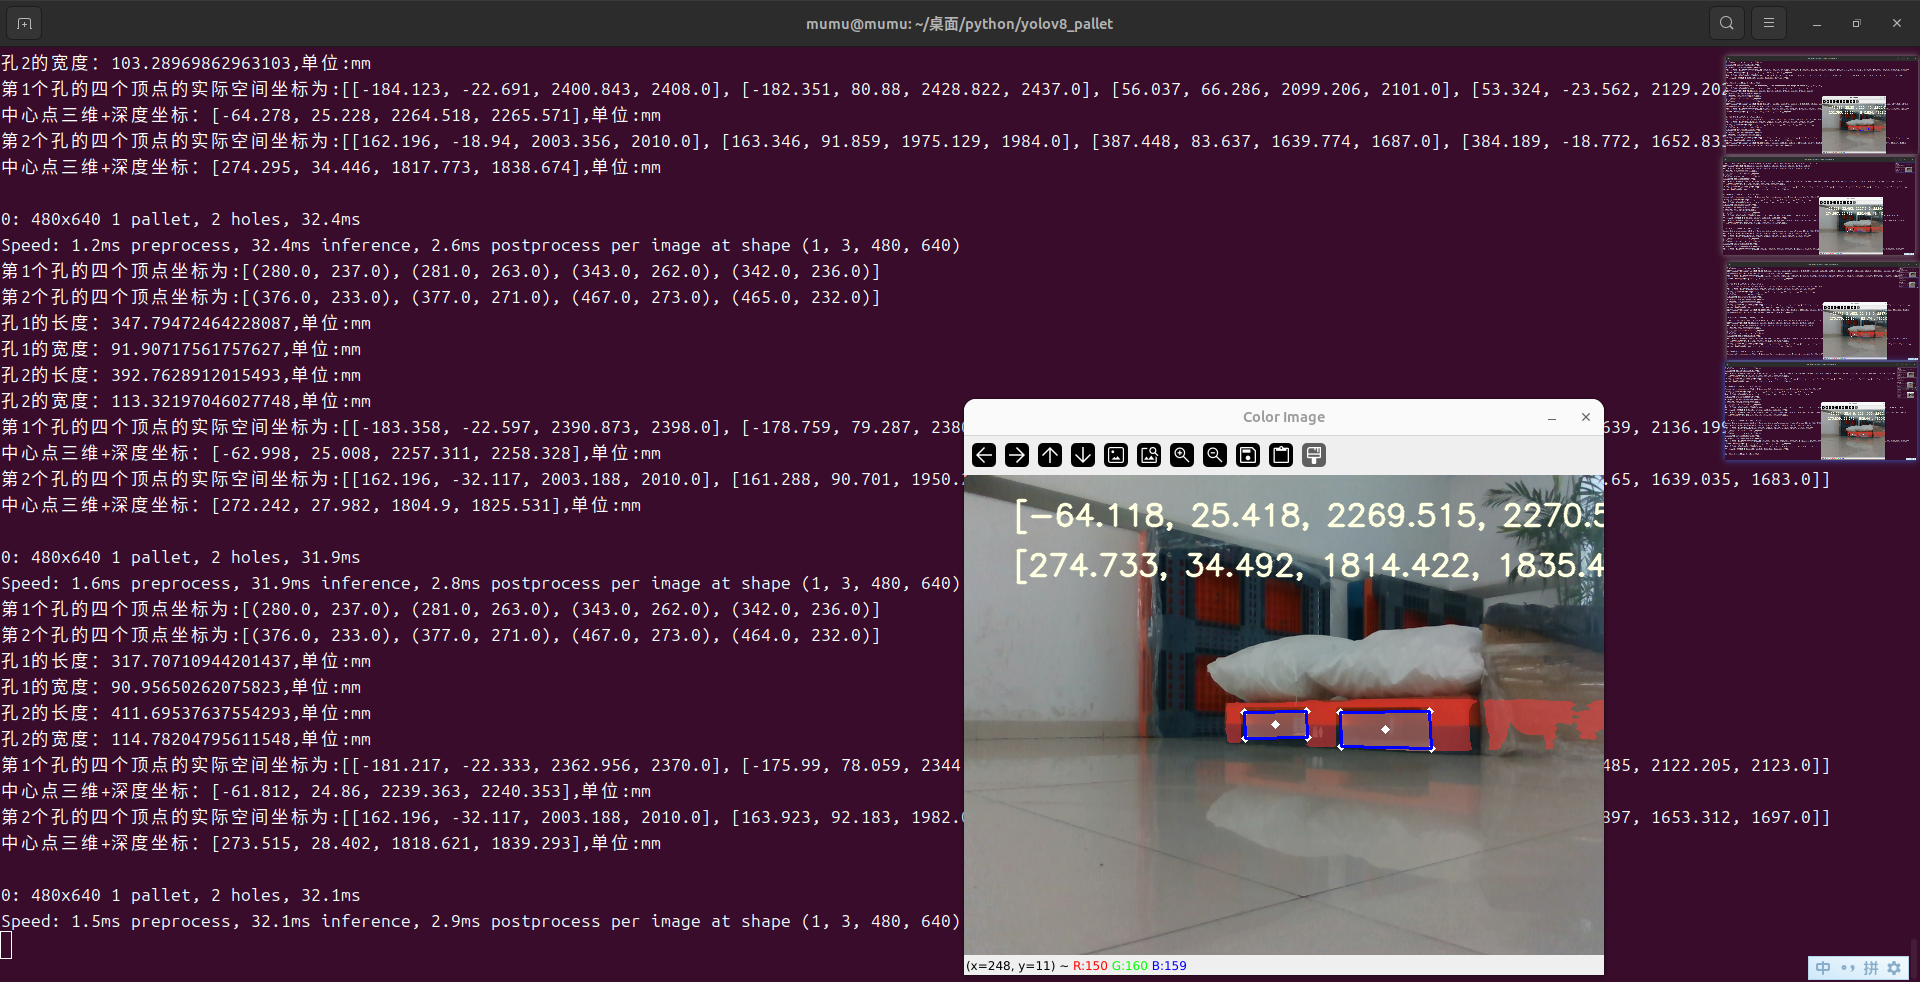 mumu@mumu: ~/桌面/python/yolov8_pallet
孔2的宽度: 103.28969862963103,单位:mm
第1个孔的四个顶点的实际空间坐标为:[[-184.123, -22.691, 2400.843, 2408.0], [-182.351, 80.88, 2428.822, 2437.0], [56.037, 66.286, 2099.206, 2101.0], [53.324, -23.562, 2129.202
中心点三维+深度坐标: [-64.278, 25.228, 2264.518, 2265.571],单位:mm
第2个孔的四个顶点的实际空间坐标为:[[162.196, -18.94, 2003.356, 2010.0], [163.346, 91.859, 1975.129, 1984.0], [387.448, 83.637, 1639.774, 1687.0], [384.189, -18.772, 1652.83
中心点三维+深度坐标: [274.295, 34.446, 1817.773, 1838.674],单位:mm
0: 480x640 1 pallet, 2 holes, 32.4ms
Speed: 1.2ms preprocess, 32.4ms inference, 2.6ms postprocess per image at shape (1, 3, 480, 640)
第1个孔的四个顶点坐标为:[(280.0, 237.0), (281.0, 263.0), (343.0, 262.0), (342.0, 236.0)]
第2个孔的四个顶点坐标为:[(376.0, 233.0), (377.0, 271.0), (467.0, 273.0), (465.0, 232.0)]
孔1的长度: 347.79472464228087,单位:mm
孔1的宽度: 91.90717561757627,单位:mm
孔2的长度: 392.7628912015493,单位:mm
孔2的宽度: 113.32197046027748,单位:mm
第1个孔的四个顶点的实际空间坐标为:[[-183.358, -22.597, 2390.873, 2398.0], [-178.759, 79.287, 2380 639, 2136.199
中心点三维+深度坐标: [-62.998, 25.008, 2257.311, 2258.328],单位:mm
第2个孔的四个顶点的实际空间坐标为:[[162.196, -32.117, 2003.188, 2010.0], [161.288, 90.701, 1950.2 .65, 1639.035, 1683.0]]
中心点三维+深度坐标: [272.242, 27.982, 1804.9, 1825.531],单位:mm
0: 480x640 1 pallet, 2 holes, 31.9ms
Speed: 1.6ms preprocess, 31.9ms inference, 2.8ms postprocess per image at shape (1, 3, 480, 640)
第1个孔的四个顶点坐标为:[(280.0, 237.0), (281.0, 263.0), (343.0, 262.0), (342.0, 236.0)]
第2个孔的四个顶点坐标为:[(376.0, 233.0), (377.0, 271.0), (467.0, 273.0), (464.0, 232.0)]
孔1的长度: 317.70710944201437,单位:mm
孔1的宽度: 90.95650262075823,单位:mm
孔2的长度: 411.69537637554293,单位:mm
孔2的宽度: 114.78204795611548,单位:mm
第1个孔的四个顶点的实际空间坐标为:[[-181.217, -22.333, 2362.956, 2370.0], [-175.99, 78.059, 2344 485, 2122.205, 2123.0]]
中心点三维+深度坐标: [-61.812, 24.86, 2239.363, 2240.353],单位:mm
第2个孔的四个顶点的实际空间坐标为:[[162.196, -32.117, 2003.188, 2010.0], [163.923, 92.183, 1982.0 397, 1653.312, 1697.0]]
中心点三维+深度坐标: [273.515, 28.402, 1818.621, 1839.293],单位:mm
0: 480x640 1 pallet, 2 holes, 32.1ms
Speed: 1.5ms preprocess, 32.1ms inference, 2.9ms postprocess per image at shape (1, 3, 480, 640)
Color Image
[-64.118, 25.418, 2269.515, 2270.5
[274.733, 34.492, 1814.422, 1835.4
(x=248, y=11) ~ R:150 G:160 B:159
中 拼